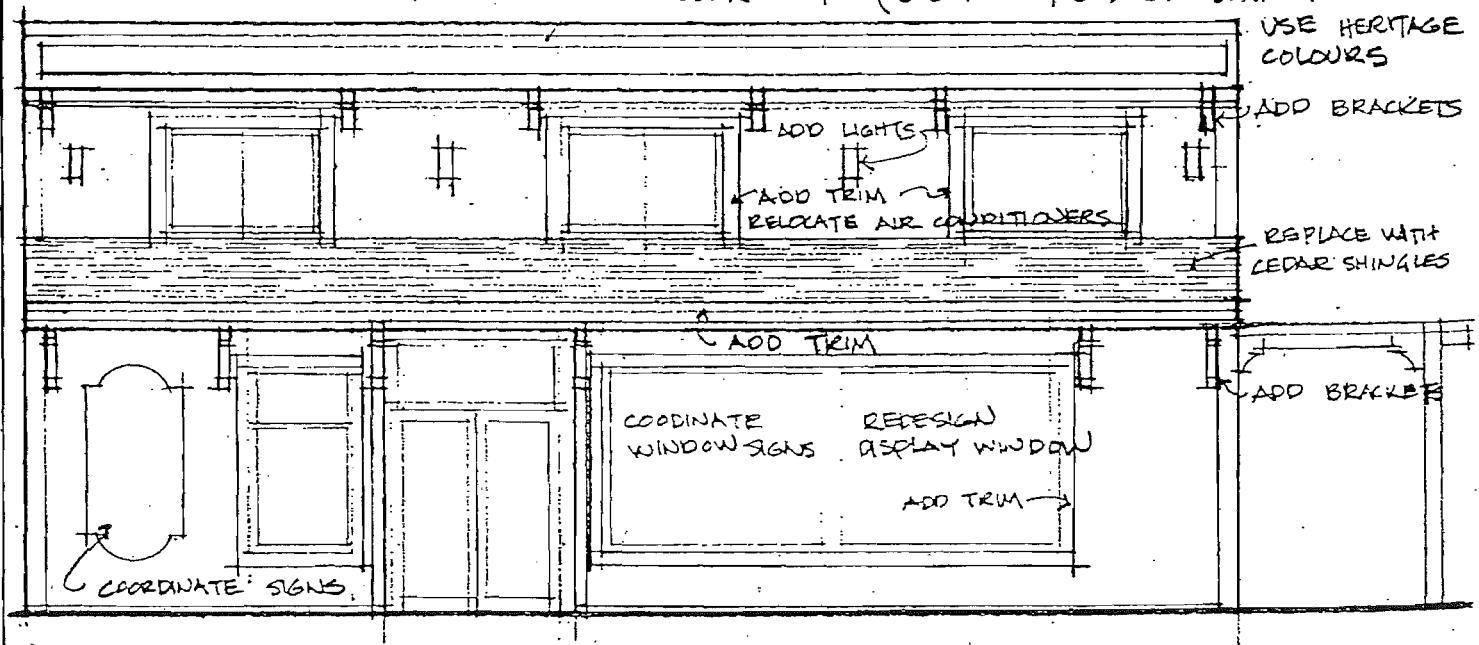 USE HERITAGE
COLOURS
ADD BRACKETS
ADD LIGHTS
ADD TRIM
RELOCATE AIR CONDITIONERS
REPLACE WITH
CEDAR SHINGLES
ADD TRIM
ADD BRACKETS
COODINATE
WINDOW SIGNS
REDESIGN
DISPLAY WINDOW
ADD TRIM
COORDINATE SIGNS